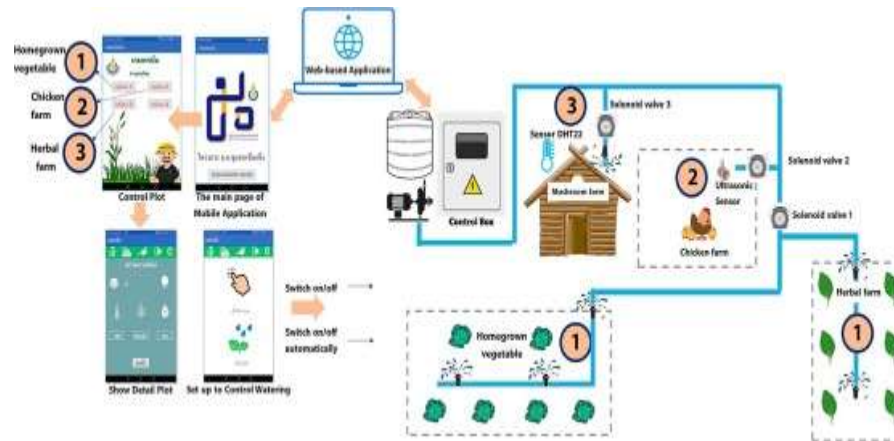 Homegrown
vegetable
1
Chicken
farm
2
Herbal
farm
3
Control Plot
The main page of
Mobile Application
Web-based Application
Control Box
3
Sensor DHT22
Solenoid valve 3
Mushroom farm
2
Ultrasonic
Sensor
Chicken farm
Solenoid valve 2
Solenoid valve 1
Herbal farm
1
Homegrown
vegetable
1
Show Detail Plot
Set up to Control Watering
Switch on/off
Switch on/off
automatically